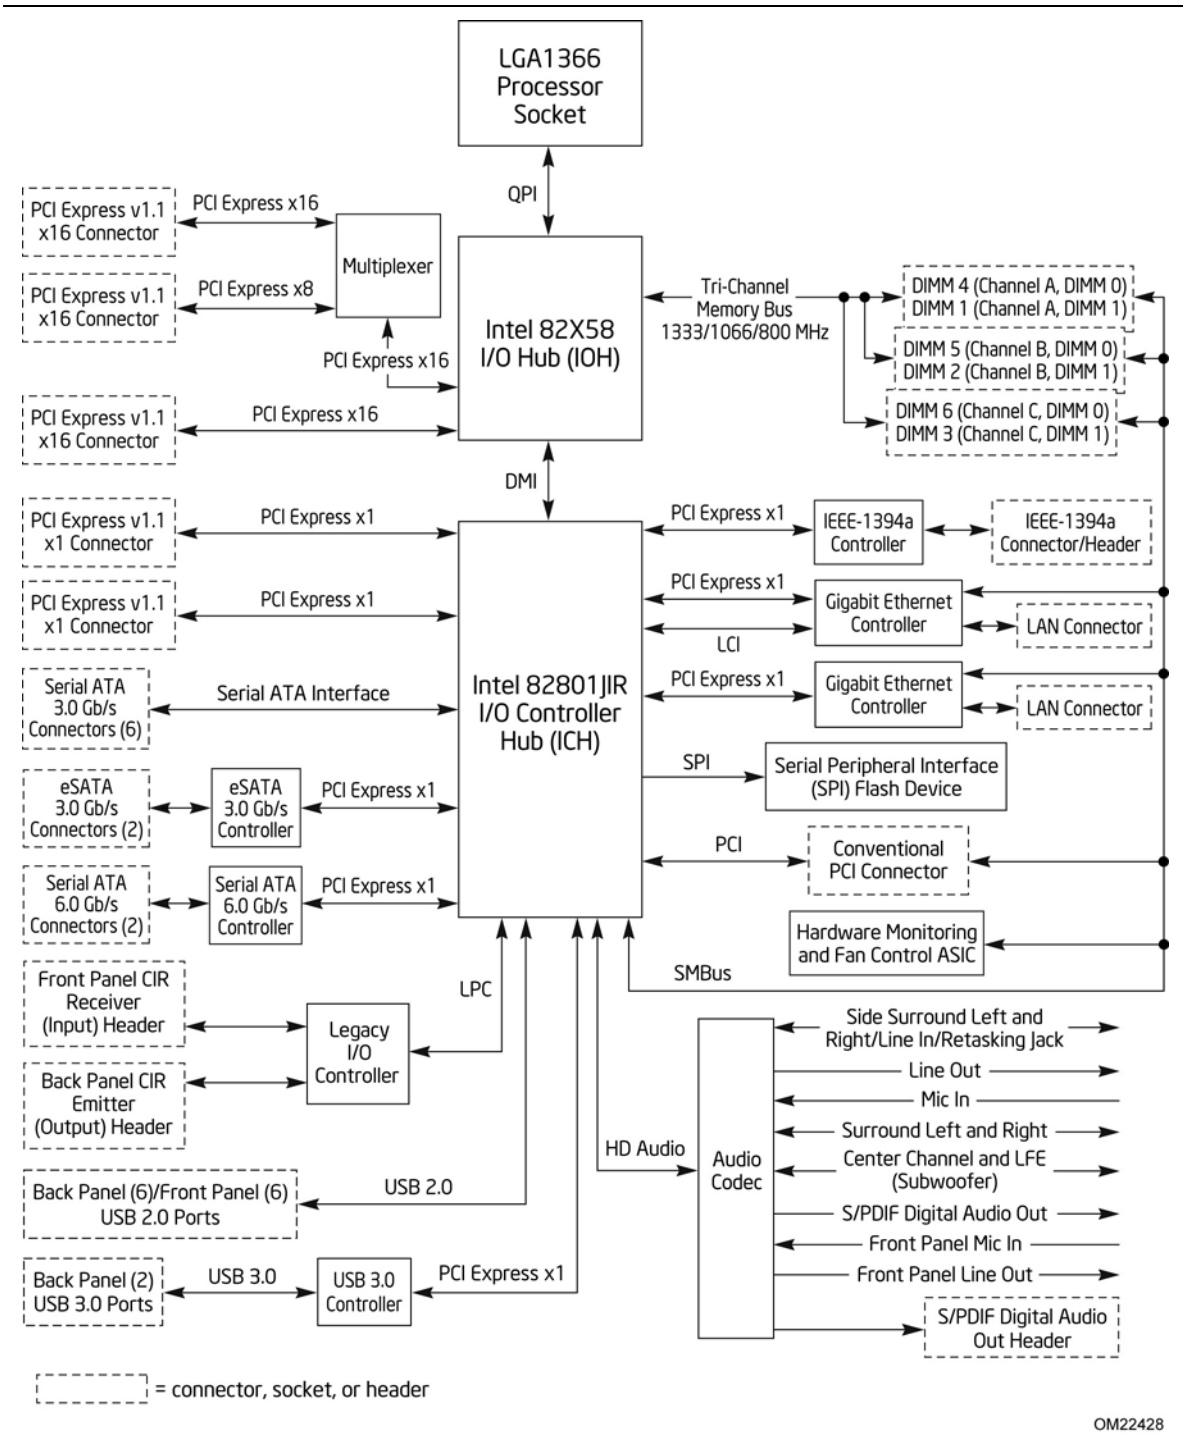 LGA1366
Processor
Socket
QPI
PCI Express v1.1
x16 Connector
PCI Express x16
Multiplexer
PCI Express v1.1
x16 Connector
PCI Express x8
PCI Express x16
Intel 82X58
I/O Hub (IOH)
Tri-Channel
Memory Bus
1333/1066/800 MHz
DIMM 4 (Channel A, DIMM 0)
DIMM 1 (Channel A, DIMM 1)
DIMM 5 (Channel B, DIMM 0)
DIMM 2 (Channel B, DIMM 1)
DIMM 6 (Channel C, DIMM 0)
DIMM 3 (Channel C, DIMM 1)
PCI Express v1.1
x16 Connector
PCI Express x16
DMI
PCI Express v1.1
x1 Connector
PCI Express x1
PCI Express v1.1
x1 Connector
PCI Express x1
Serial ATA
3.0 Gb/s
Connectors (6)
Serial ATA Interface
eSATA
3.0 Gb/s
Connectors (2)
eSATA
3.0 Gb/s
Controller
PCI Express x1
Serial ATA
6.0 Gb/s
Connectors (2)
Serial ATA
6.0 Gb/s
Controller
PCI Express x1
Intel 82801JIR
I/O Controller
Hub (ICH)
PCI Express x1
IEEE-1394a
Controller
IEEE-1394a
Connector/Header
PCI Express x1
LCI
Gigabit Ethernet
Controller
LAN Connector
PCI Express x1
Gigabit Ethernet
Controller
LAN Connector
SPI
Serial Peripheral Interface
(SPI) Flash Device
PCI
Conventional
PCI Connector
Hardware Monitoring
and Fan Control ASIC
SMBus
Front Panel CIR
Receiver
(Input) Header
Back Panel CIR
Emitter
(Output) Header
Legacy
I/O
Controller
LPC
Back Panel (6)/Front Panel (6)
USB 2.0 Ports
USB 2.0
Back Panel (2)
USB 3.0 Ports
USB 3.0
USB 3.0
Controller
PCI Express x1
HD Audio
Audio
Codec
Side Surround Left and
Right/Line In/Retasking Jack
Line Out
Mic In
Surround Left and Right
Center Channel and LFE
(Subwoofer)
S/PDIF Digital Audio Out
Front Panel Mic In
Front Panel Line Out
S/PDIF Digital Audio
Out Header
= connector, socket, or header
OM22428